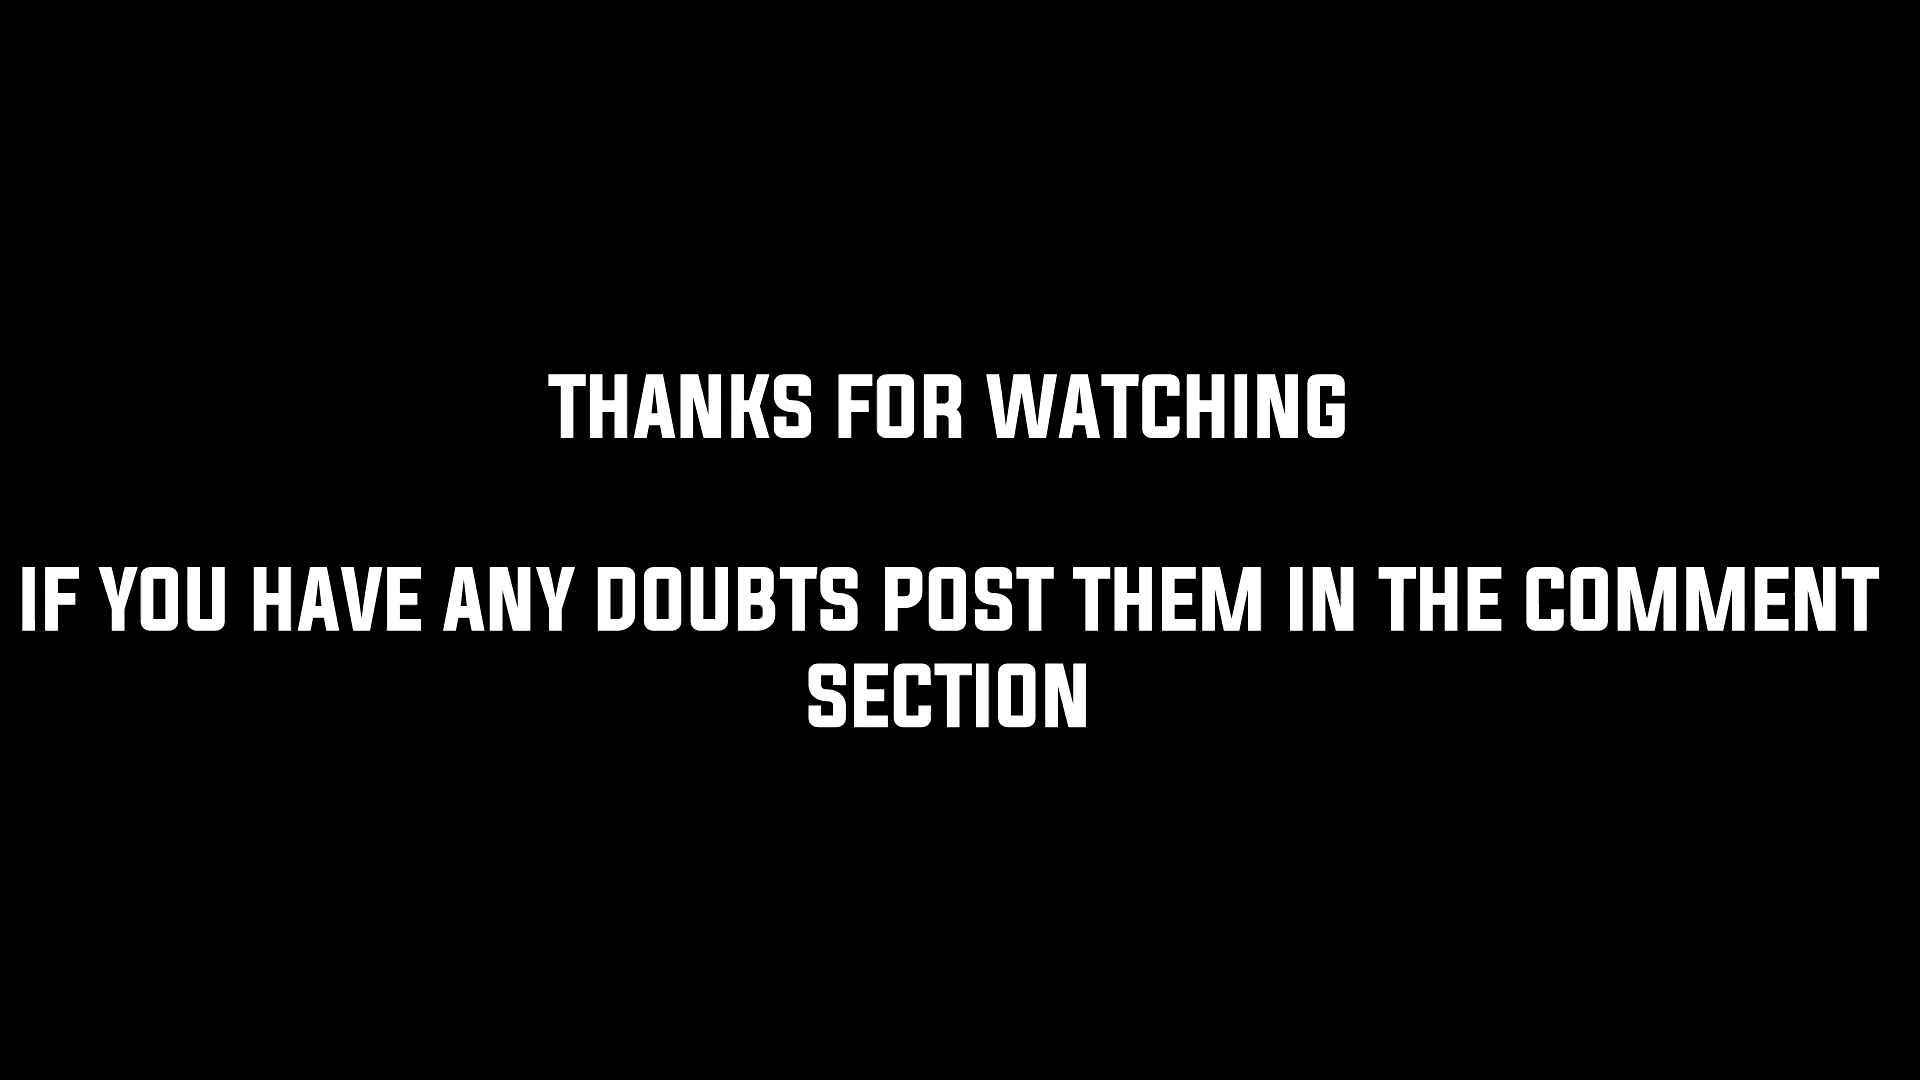 THANKS FOR WATCHING
IF YOU HAVE ANY DOUBTS POST THEM IN THE COMMENT
SECTION